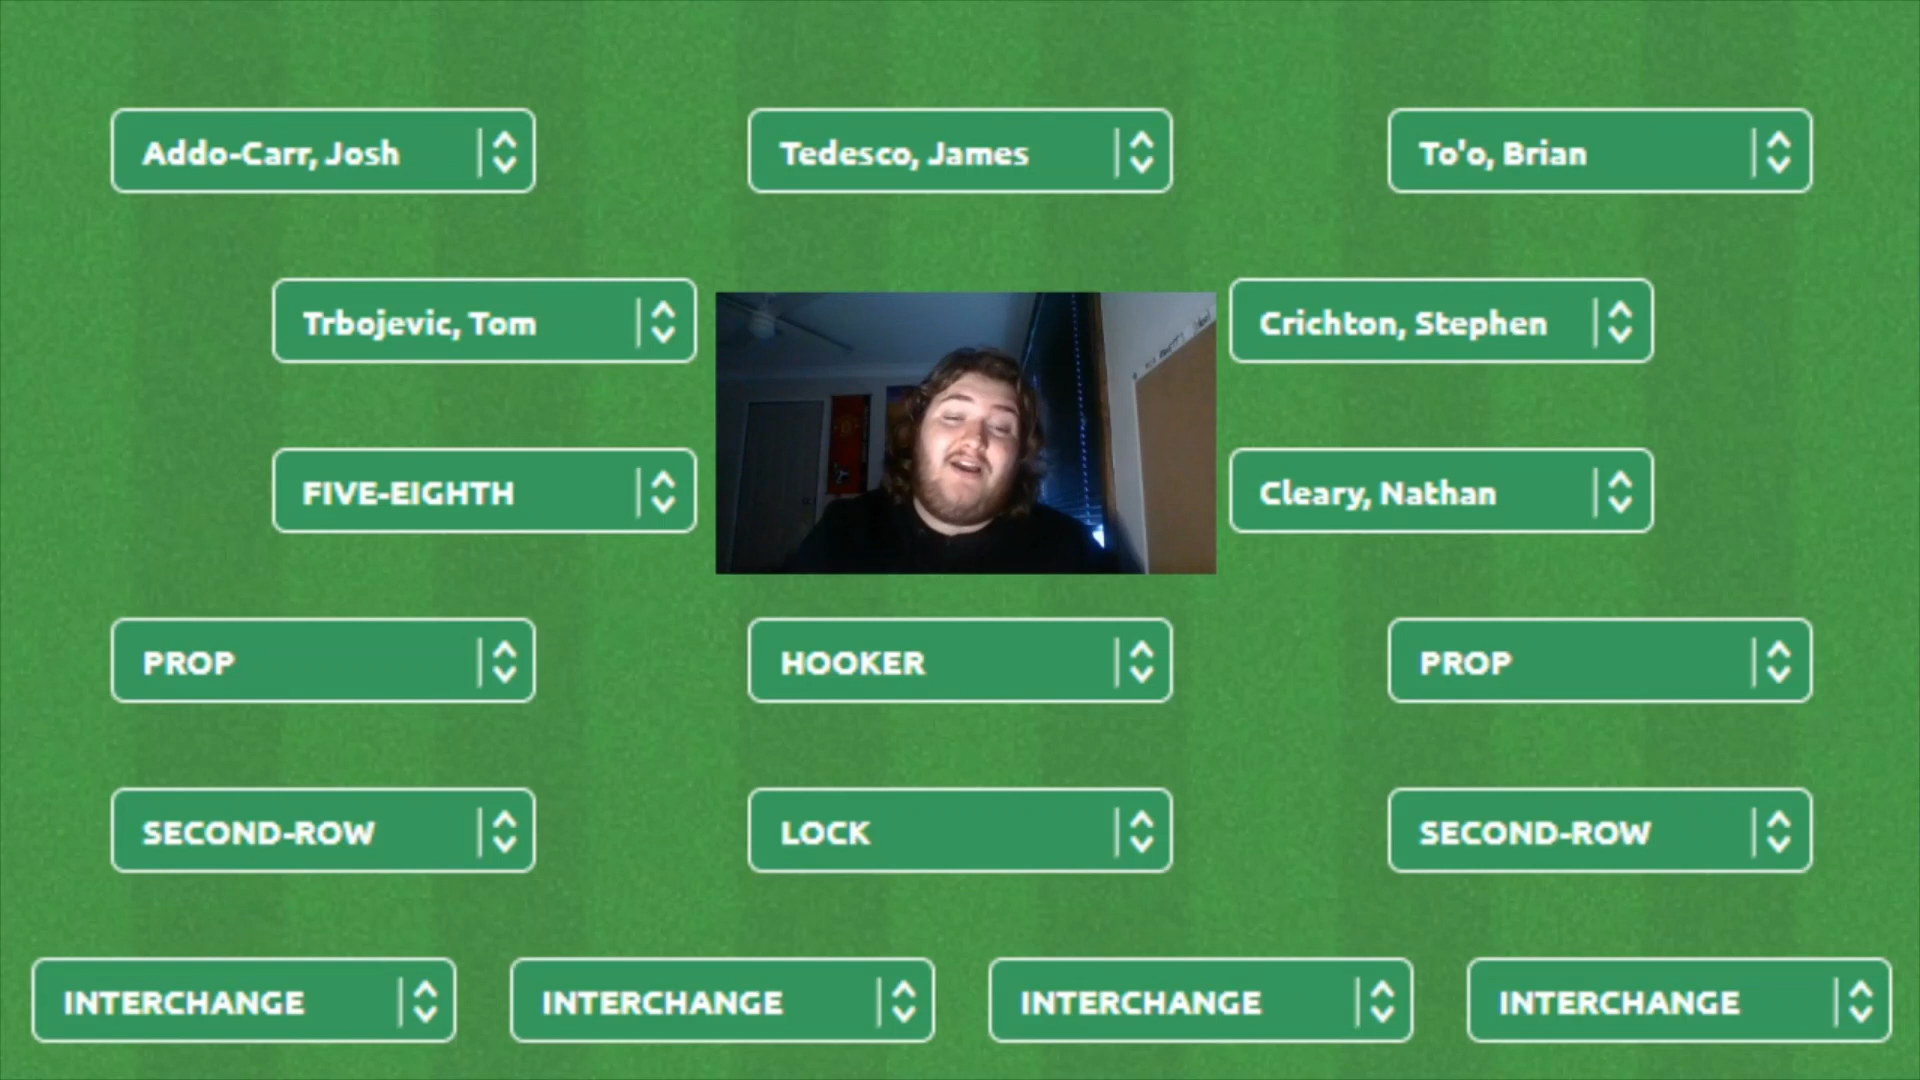 Addo-Carr, Josh
Tedesco, James
To'o, Brian
Trbojevic, Tom
Crichton, Stephen
FIVE-EIGHTH
Cleary, Nathan
PROP
HOOKER
PROP
SECOND-ROW
LOCK
SECOND-ROW
INTERCHANGE
INTERCHANGE
INTERCHANGE
INTERCHANGE